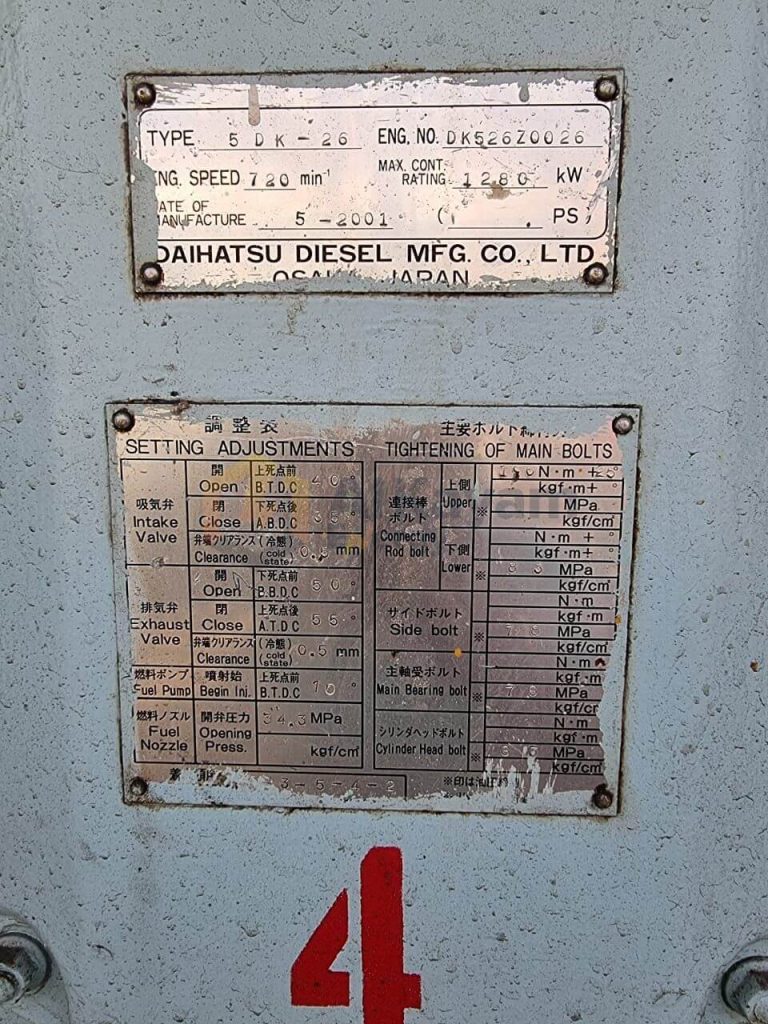 TYPE 5DK-26 ENG. NO. DK526Z0026
ENG. SPEED 720 min⁻¹ MAX. CONT. RATING 1280 kW
DATE OF MANUFACTURE 5-2001 ( PS)
DAIHATSU DIESEL MFG. CO., LTD
OSAKA JAPAN
調整表
SETTING ADJUSTMENTS
吸気弁
Intake
Valve
開 上死点前
Open B.T.D.C °
閉 下死点後
Close A.B.D.C 35°
弁端クリアランス (冷態)
Clearance (cold state) mm
排気弁
Exhaust
Valve
開 下死点前
Open B.B.D.C 50°
閉 上死点後
Close A.T.D.C 55°
弁端クリアランス (冷態)
Clearance (cold state) 0.5 mm
燃料ポンプ 噴射始 上死点前
Fuel Pump Begin Inj. B.T.D.C 10°
燃料ノズル 開弁圧力
Fuel Nozzle Opening Press. 34.3 MPa
kgf/cm²
3-5-4-2
主要ボルト
TIGHTENING OF MAIN BOLTS
連接棒
ボルト
Connecting
Rod bolt
上側
Upper
N·m+ °
kgf·m+ °
※ MPa
kgf/cm²
下側
Lower
N·m + °
kgf·m+ °
※ MPa
kgf/cm²
サイドボルト
Side bolt
N·m
kgf·m
※ MPa
kgf/cm²
主軸受ボルト
Main Bearing bolt
N·m
kgf·m
※ MPa
kgf/cm²
シリンダヘッドボルト
Cylinder Head bolt
N·m
kgf·m
※ MPa
kgf/cm²
※印は油圧
4